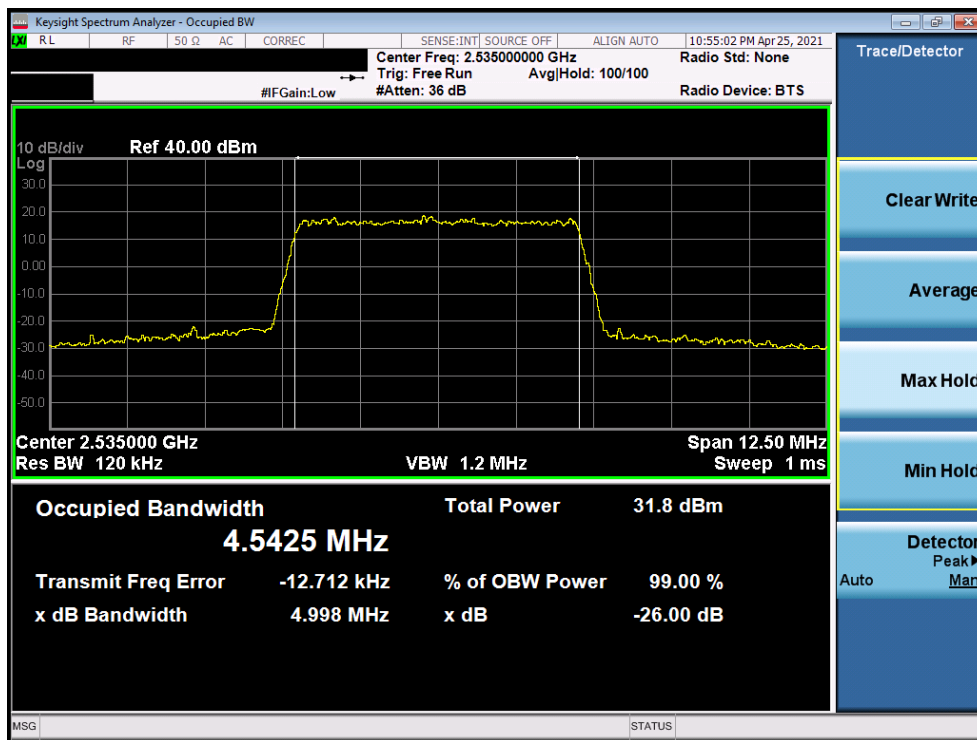 Keysight Spectrum Analyzer - Occupied BW
LXI RL RF 50 Ω AC CORREC SENSE:INT SOURCE OFF ALIGN AUTO 10:55:02 PM Apr 25, 2021
Center Freq: 2.535000000 GHz Radio Std: None
Trig: Free Run Avg|Hold: 100/100
#IFGain:Low #Atten: 36 dB Radio Device: BTS
Trace/Detector
10 dB/div Ref 40.00 dBm
Log
30.0
20.0
10.0
0.00
-10.0
-20.0
-30.0
-40.0
-50.0
Center 2.535000 GHz Span 12.50 MHz
Res BW 120 kHz VBW 1.2 MHz Sweep 1 ms
Occupied Bandwidth Total Power 31.8 dBm
4.5425 MHz
Transmit Freq Error -12.712 kHz % of OBW Power 99.00 %
x dB Bandwidth 4.998 MHz x dB -26.00 dB
Clear Write
Average
Max Hold
Min Hold
Detector
Peak▶
Auto Man
MSG STATUS